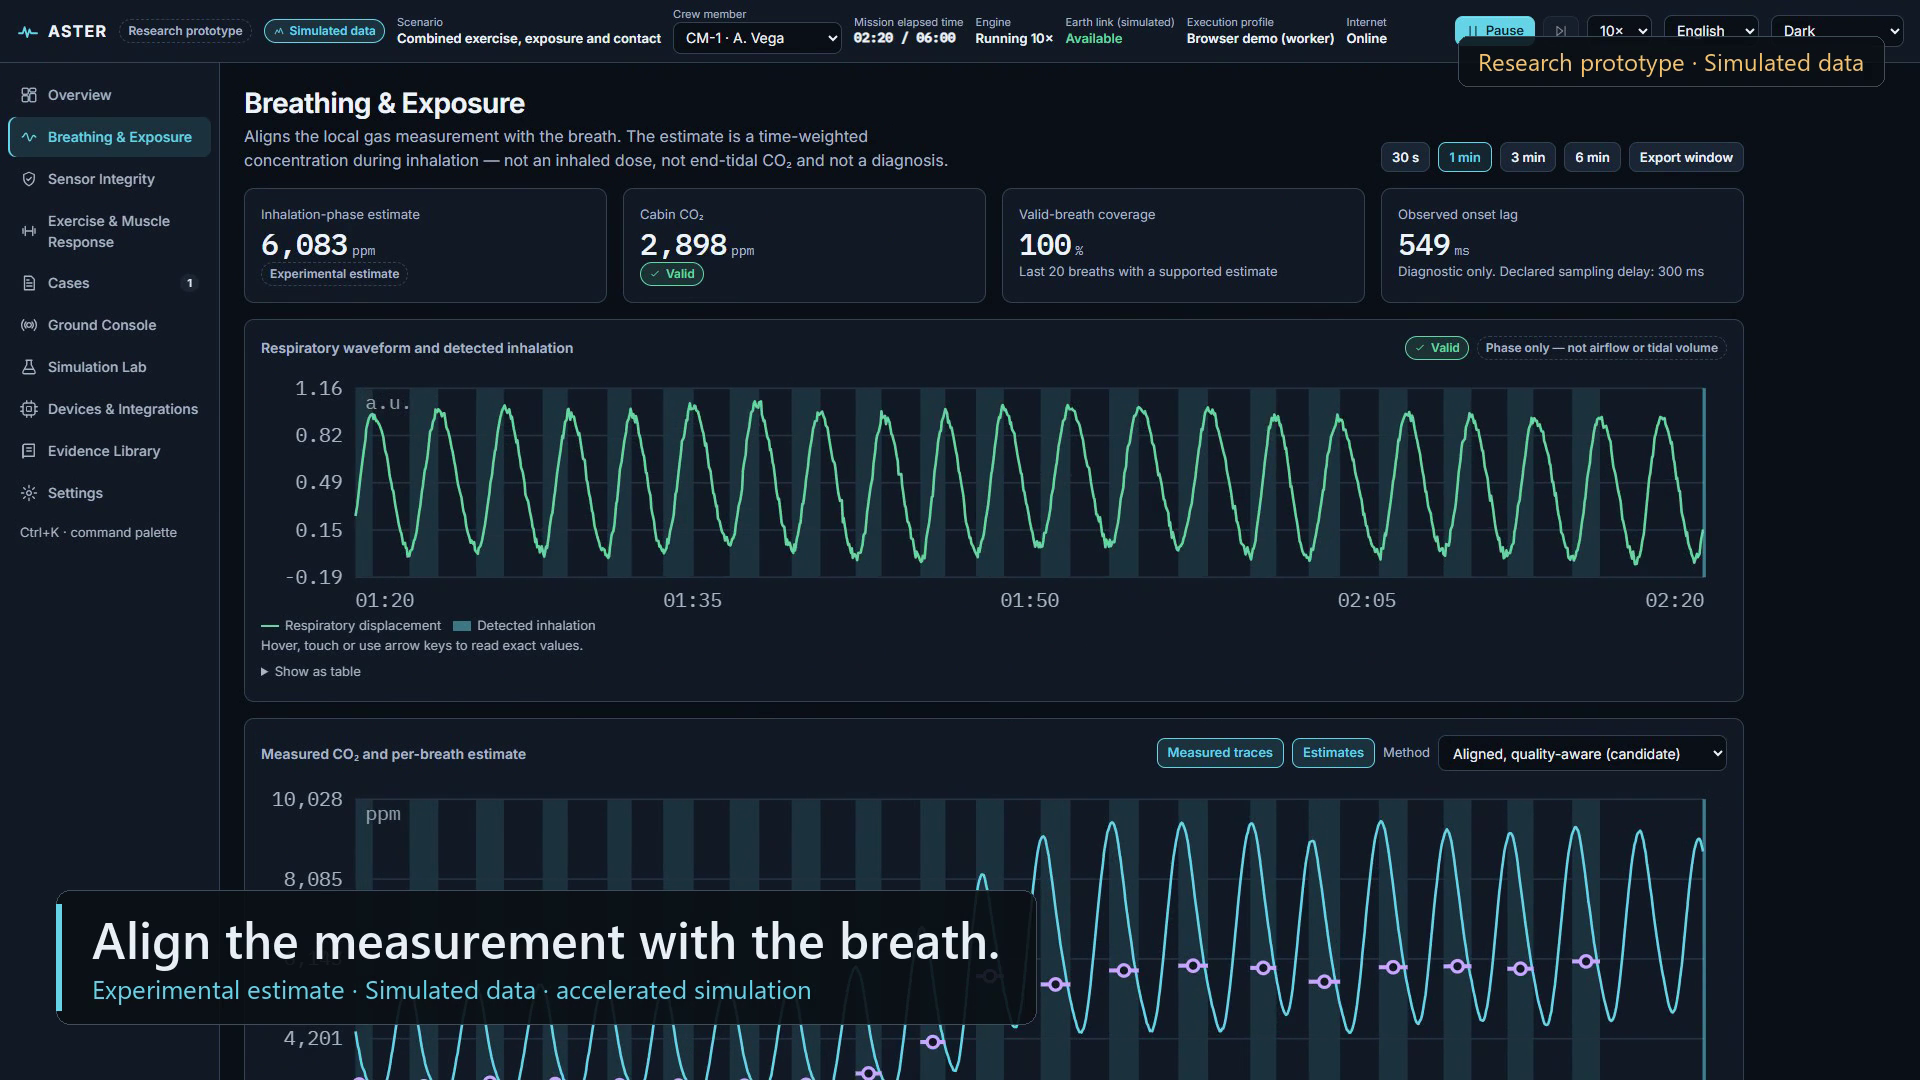 ASTER
Research prototype
Simulated data
Scenario
Combined exercise, exposure and contact
Crew member
CM-1 · A. Vega
Mission elapsed time
02:20 / 06:00
Engine
Running 10×
Earth link (simulated)
Available
Execution profile
Browser demo (worker)
Internet
Online
Pause
10×
English
Dark
Research prototype · Simulated data
Overview
Breathing & Exposure
Sensor Integrity
Exercise & Muscle
Response
Cases 1
Ground Console
Simulation Lab
Devices & Integrations
Evidence Library
Settings
Ctrl+K · command palette
Breathing & Exposure
Aligns the local gas measurement with the breath. The estimate is a time-weighted
concentration during inhalation — not an inhaled dose, not end-tidal CO₂ and not a diagnosis.
30 s
1 min
3 min
6 min
Export window
Inhalation-phase estimate
6,083 ppm
Experimental estimate
Cabin CO₂
2,898 ppm
Valid
Valid-breath coverage
100 %
Last 20 breaths with a supported estimate
Observed onset lag
549 ms
Diagnostic only. Declared sampling delay: 300 ms
Respiratory waveform and detected inhalation
Valid
Phase only — not airflow or tidal volume
1.16
a.u.
0.82
0.49
0.15
-0.19
01:20 01:35 01:50 02:05 02:20
Respiratory displacement Detected inhalation
Hover, touch or use arrow keys to read exact values.
Show as table
Measured CO₂ and per-breath estimate
Measured traces
Estimates
Method
Aligned, quality-aware (candidate)
10,028
ppm
8,085
4,201
Align the measurement with the breath.
Experimental estimate · Simulated data · accelerated simulation